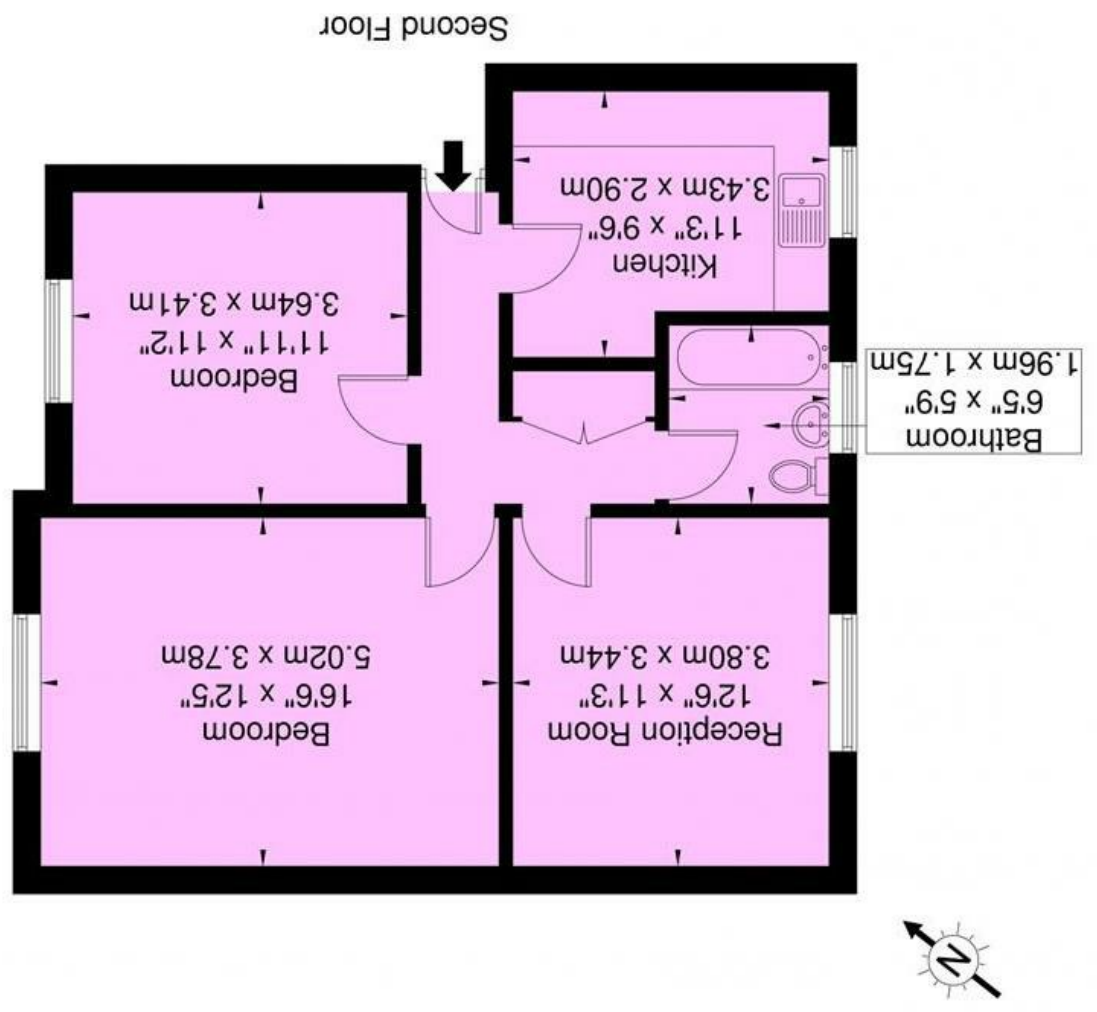 N
Reception Room
12'6" x 11'3"
3.80m x 3.44m
Bedroom
16'6" x 12'5"
5.02m x 3.78m
Bathroom
6'5" x 5'9"
1.96m x 1.75m
Bedroom
11'11" x 11'2"
3.64m x 3.41m
Kitchen
11'3" x 9'6"
3.43m x 2.90m
Second Floor